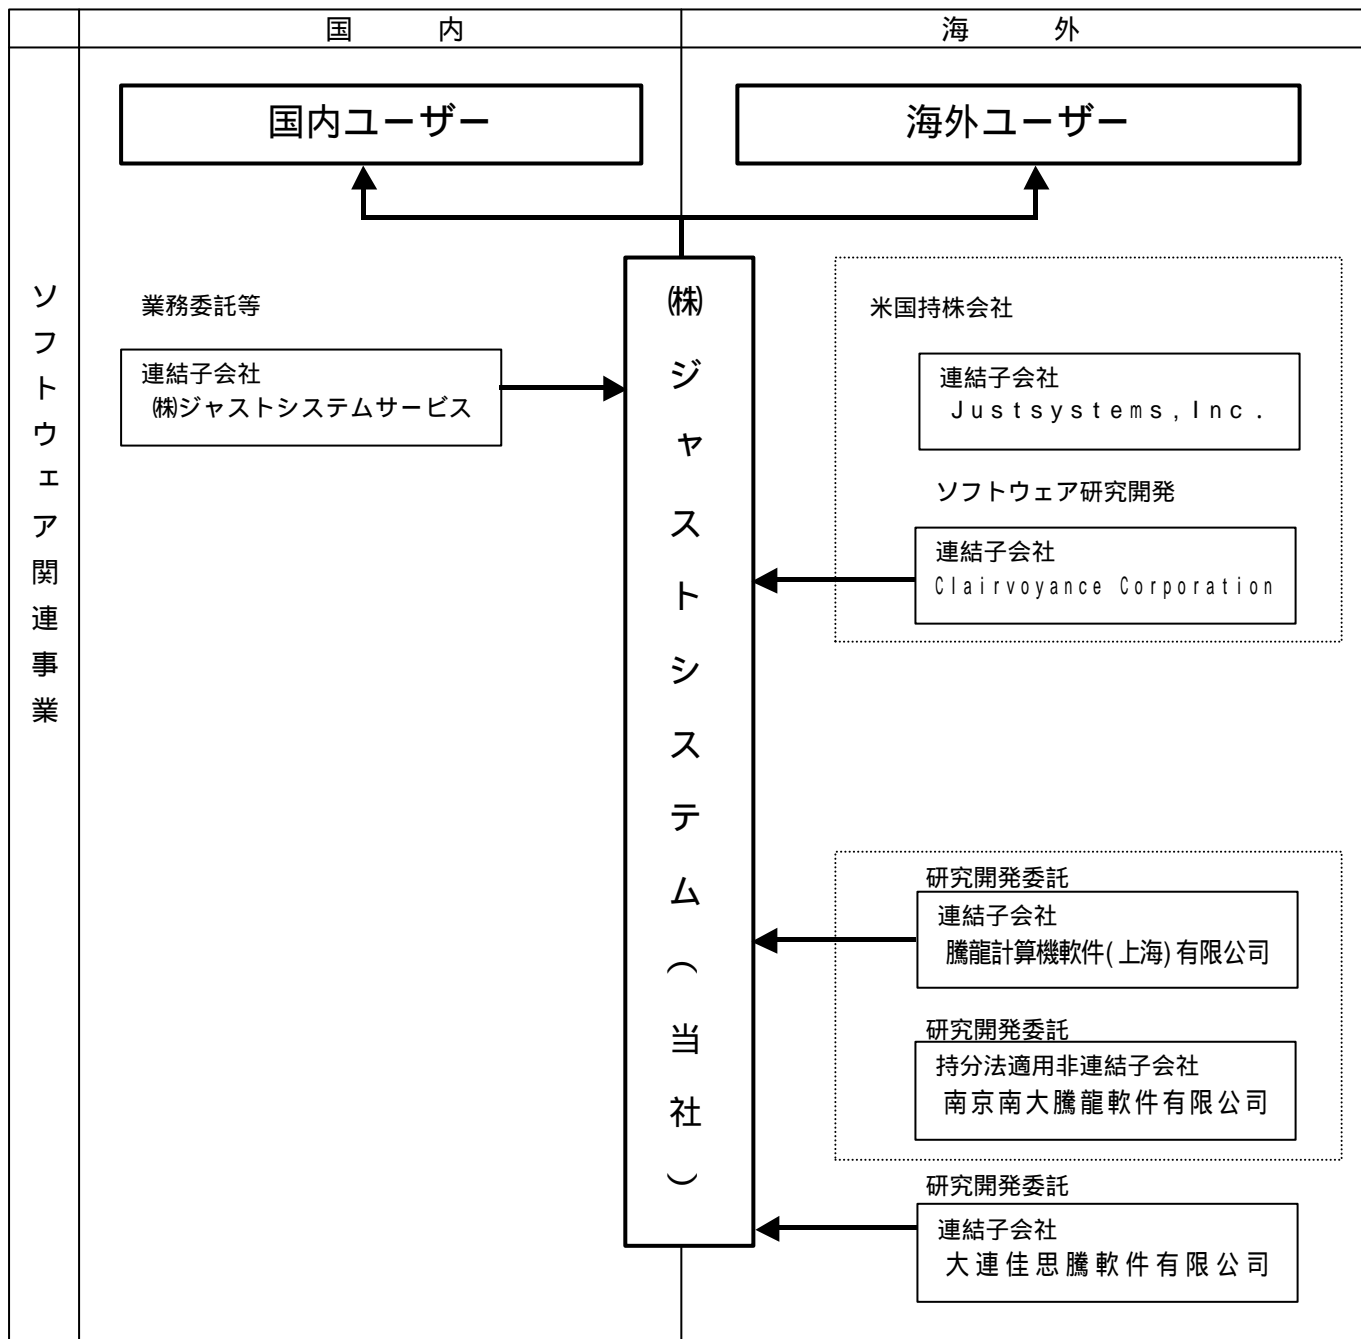 国　内
海　外
国内ユーザー
海外ユーザー
ソフトウェア関連事業
業務委託等
連結子会社
㈱ジャストシステムサービス
㈱ジャストシステム（当社）
米国持株会社
連結子会社
Justsystems,Inc.
ソフトウェア研究開発
連結子会社
Clairvoyance Corporation
研究開発委託
連結子会社
騰龍計算機軟件(上海)有限公司
研究開発委託
持分法適用非連結子会社
南京南大騰龍軟件有限公司
研究開発委託
連結子会社
大連佳思騰軟件有限公司